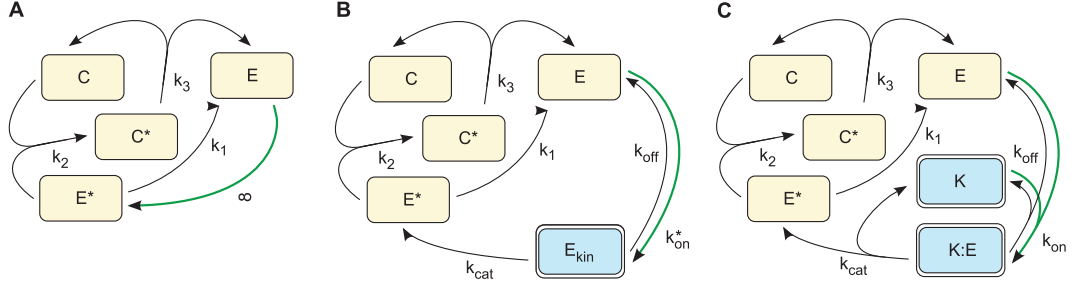 A
C
E
k3
C*
k2
k1
E*
∞
B
C
E
k3
C*
k2
k1
koff
E*
Ekin
k*on
kcat
C
C
E
k3
C*
k2
k1
koff
K
E*
K:E
kon
kcat